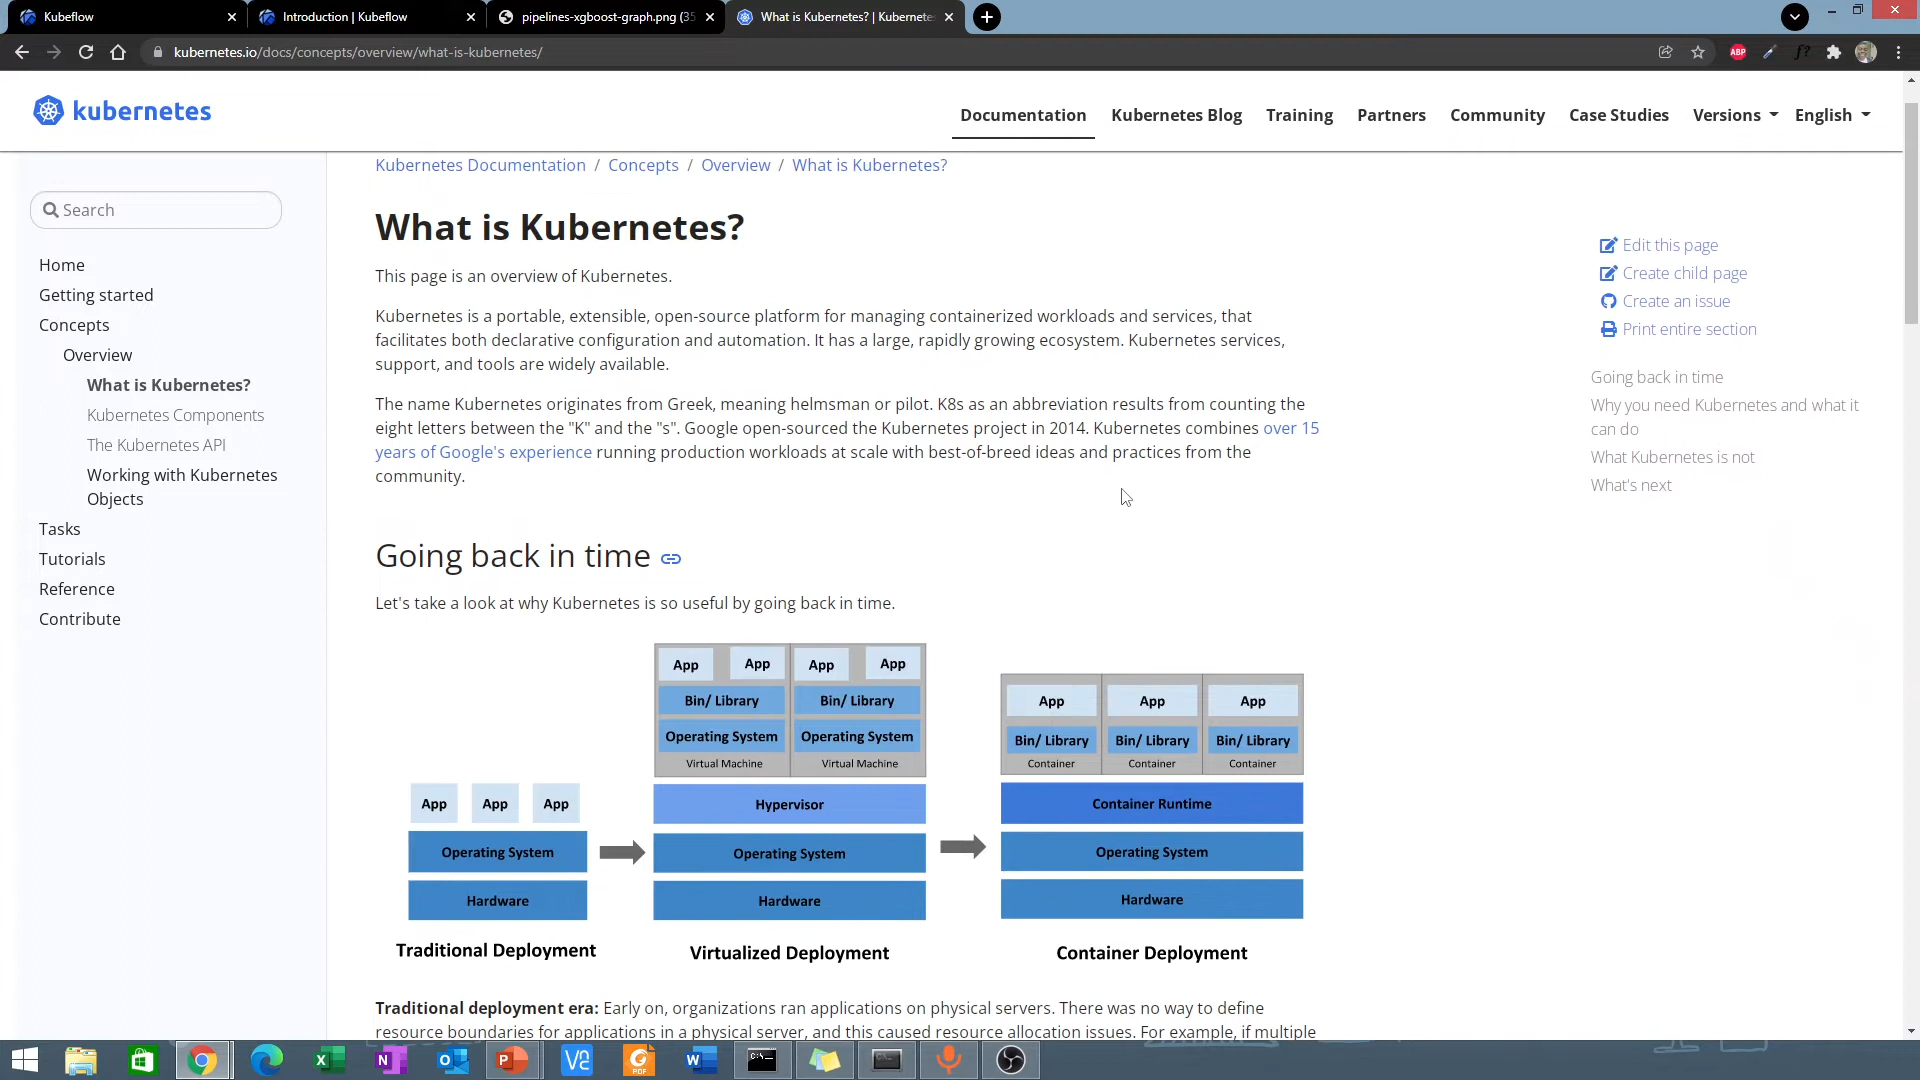 Kubeflow
Introduction | Kubeflow
pipelines-xgboost-graph.png (35
What is Kubernetes? | Kubernete
kubernetes.io/docs/concepts/overview/what-is-kubernetes/
ABP
f?
kubernetes
Documentation
Kubernetes Blog
Training
Partners
Community
Case Studies
Versions
English
Kubernetes Documentation / Concepts / Overview / What is Kubernetes?
Search
Home
Getting started
Concepts
Overview
What is Kubernetes?
Kubernetes Components
The Kubernetes API
Working with Kubernetes
Objects
Tasks
Tutorials
Reference
Contribute
What is Kubernetes?
This page is an overview of Kubernetes.
Kubernetes is a portable, extensible, open-source platform for managing containerized workloads and services, that
facilitates both declarative configuration and automation. It has a large, rapidly growing ecosystem. Kubernetes services,
support, and tools are widely available.
The name Kubernetes originates from Greek, meaning helmsman or pilot. K8s as an abbreviation results from counting the
eight letters between the "K" and the "s". Google open-sourced the Kubernetes project in 2014. Kubernetes combines over 15
years of Google's experience running production workloads at scale with best-of-breed ideas and practices from the
community.
Going back in time
Let's take a look at why Kubernetes is so useful by going back in time.
App App App
Operating System
Hardware
Traditional Deployment
App App App App
Bin/ Library Bin/ Library
Operating System Operating System
Virtual Machine Virtual Machine
Hypervisor
Operating System
Hardware
Virtualized Deployment
App App App
Bin/ Library Bin/ Library Bin/ Library
Container Container Container
Container Runtime
Operating System
Hardware
Container Deployment
Traditional deployment era: Early on, organizations ran applications on physical servers. There was no way to define
resource boundaries for applications in a physical server, and this caused resource allocation issues. For example, if multiple
Edit this page
Create child page
Create an issue
Print entire section
Going back in time
Why you need Kubernetes and what it
can do
What Kubernetes is not
What's next